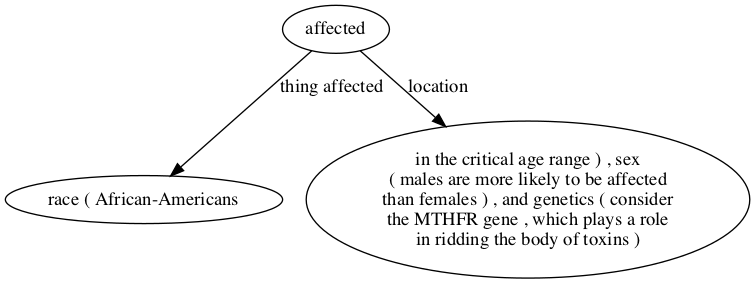 affected
thing affected
location
race ( African-Americans
in the critical age range ) , sex
( males are more likely to be affected
than females ) , and genetics ( consider
the MTHFR gene , which plays a role
in ridding the body of toxins )